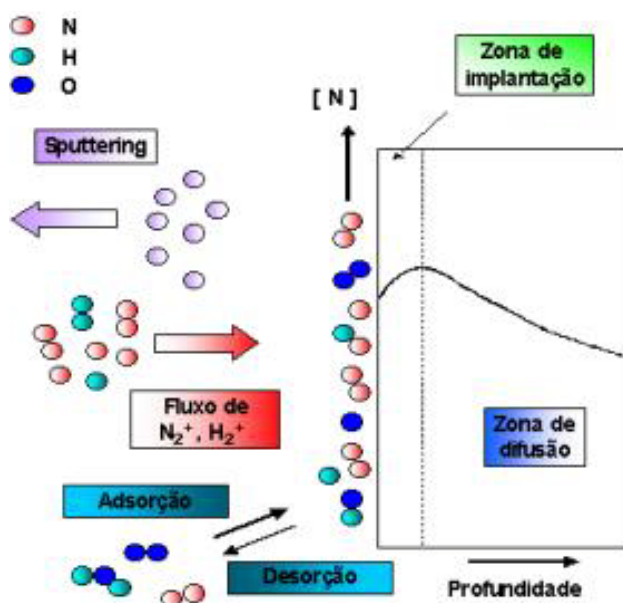 N
H
O
Zona de
implantação
[ N ]
Sputtering
Fluxo de
N₂⁺, H₂⁺
Zona de
difusão
Adsorção
Desorção
Profundidade